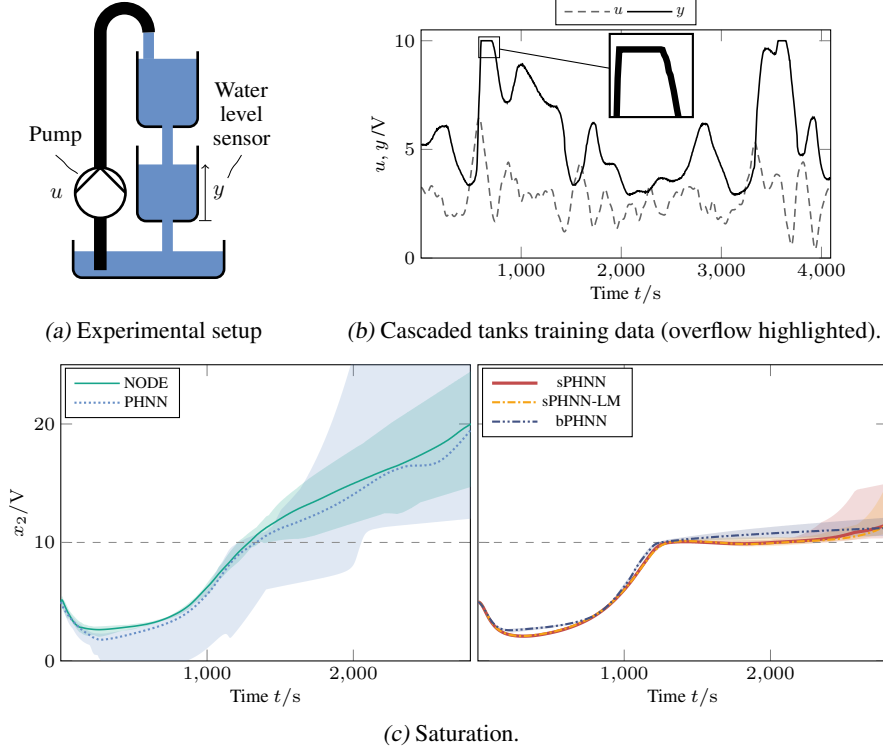 Pump
u
Water
level
sensor
y
(a) Experimental setup
u y
10
5
0
u, y/V
1,000 2,000 3,000 4,000
Time t/s
(b) Cascaded tanks training data (overflow highlighted).
NODE
PHNN
20
10
0
x₂/V
1,000 2,000
Time t/s
sPHNN
sPHNN-LM
bPHNN
1,000 2,000
Time t/s
(c) Saturation.